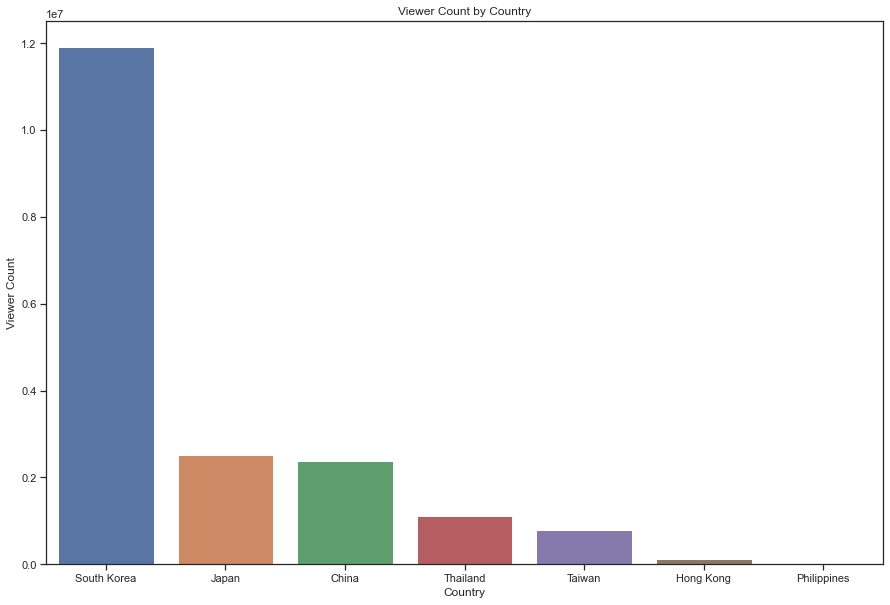 Viewer Count by Country
1e7
1.2
1.0
0.8
0.6
0.4
0.2
0.0
Viewer Count
South Korea Japan China Thailand Taiwan Hong Kong Philippines
Country